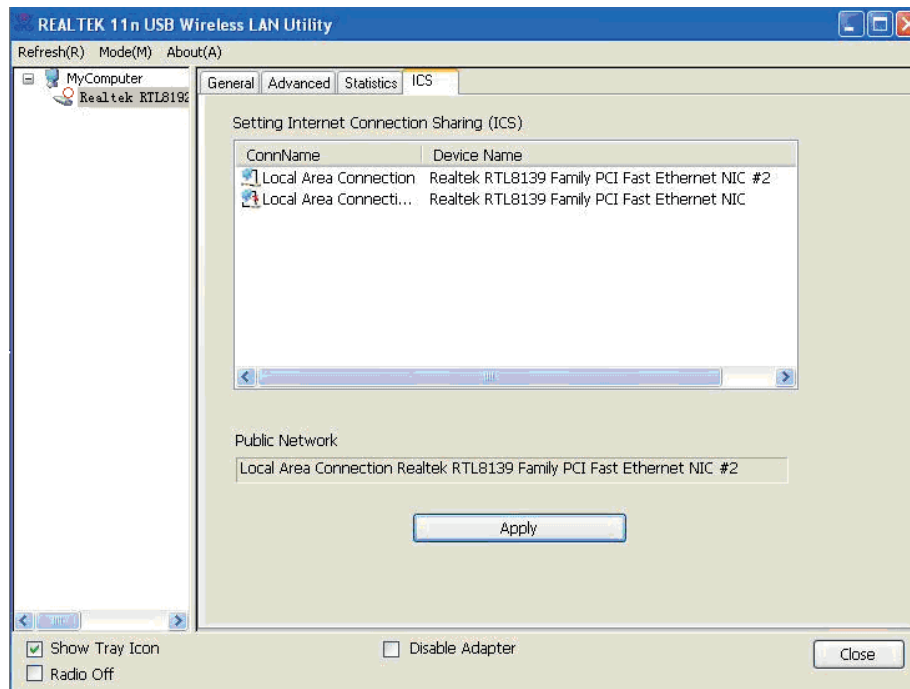 REALTEK 11n USB Wireless LAN Utility
Refresh(R) Mode(M) About(A)
MyComputer
Realtek RTL8192
General Advanced Statistics ICS
Setting Internet Connection Sharing (ICS)
ConnName Device Name
Local Area Connection Realtek RTL8139 Family PCI Fast Ethernet NIC #2
Local Area Connecti... Realtek RTL8139 Family PCI Fast Ethernet NIC
Public Network
Local Area Connection Realtek RTL8139 Family PCI Fast Ethernet NIC #2
Apply
Show Tray Icon
Radio Off
Disable Adapter
Close